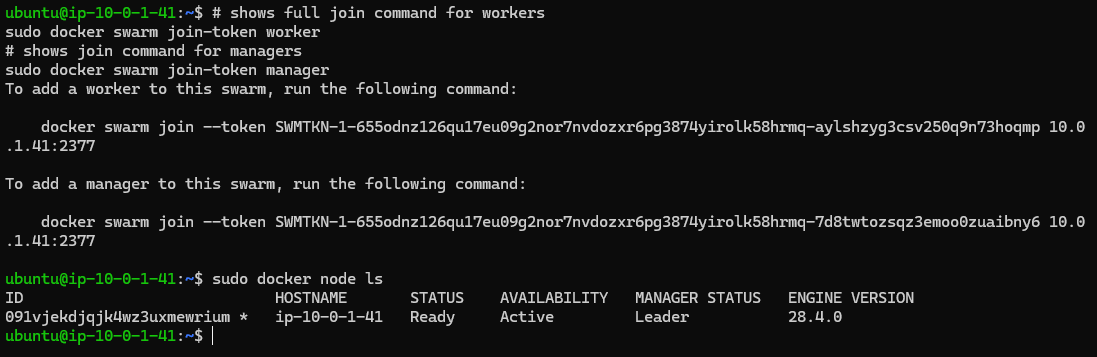 ubuntu@ip-10-0-1-41:~$ # shows full join command for workers
sudo docker swarm join-token worker
# shows join command for managers
sudo docker swarm join-token manager
To add a worker to this swarm, run the following command:

    docker swarm join --token SWMTKN-1-655odnz126qu17eu09g2nor7nvdozxr6pg3874yirolk58hrmq-aylshzyg3csv250q9n73hoqmp 10.0
.1.41:2377

To add a manager to this swarm, run the following command:

    docker swarm join --token SWMTKN-1-655odnz126qu17eu09g2nor7nvdozxr6pg3874yirolk58hrmq-7d8twtozsqz3emoo0zuaibny6 10.0
.1.41:2377

ubuntu@ip-10-0-1-41:~$ sudo docker node ls
ID                            HOSTNAME       STATUS    AVAILABILITY   MANAGER STATUS   ENGINE VERSION
091vjekdjqjk4wz3uxmewrium *   ip-10-0-1-41   Ready     Active         Leader           28.4.0
ubuntu@ip-10-0-1-41:~$